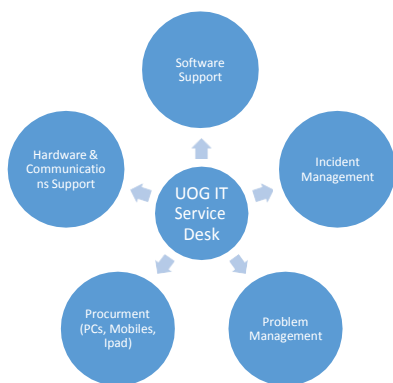 Software
Support
Hardware &
Communicatio
ns Support
Incident
Management
UOG IT
Service
Desk
Procurment
(PCs, Mobiles,
Ipad)
Problem
Management